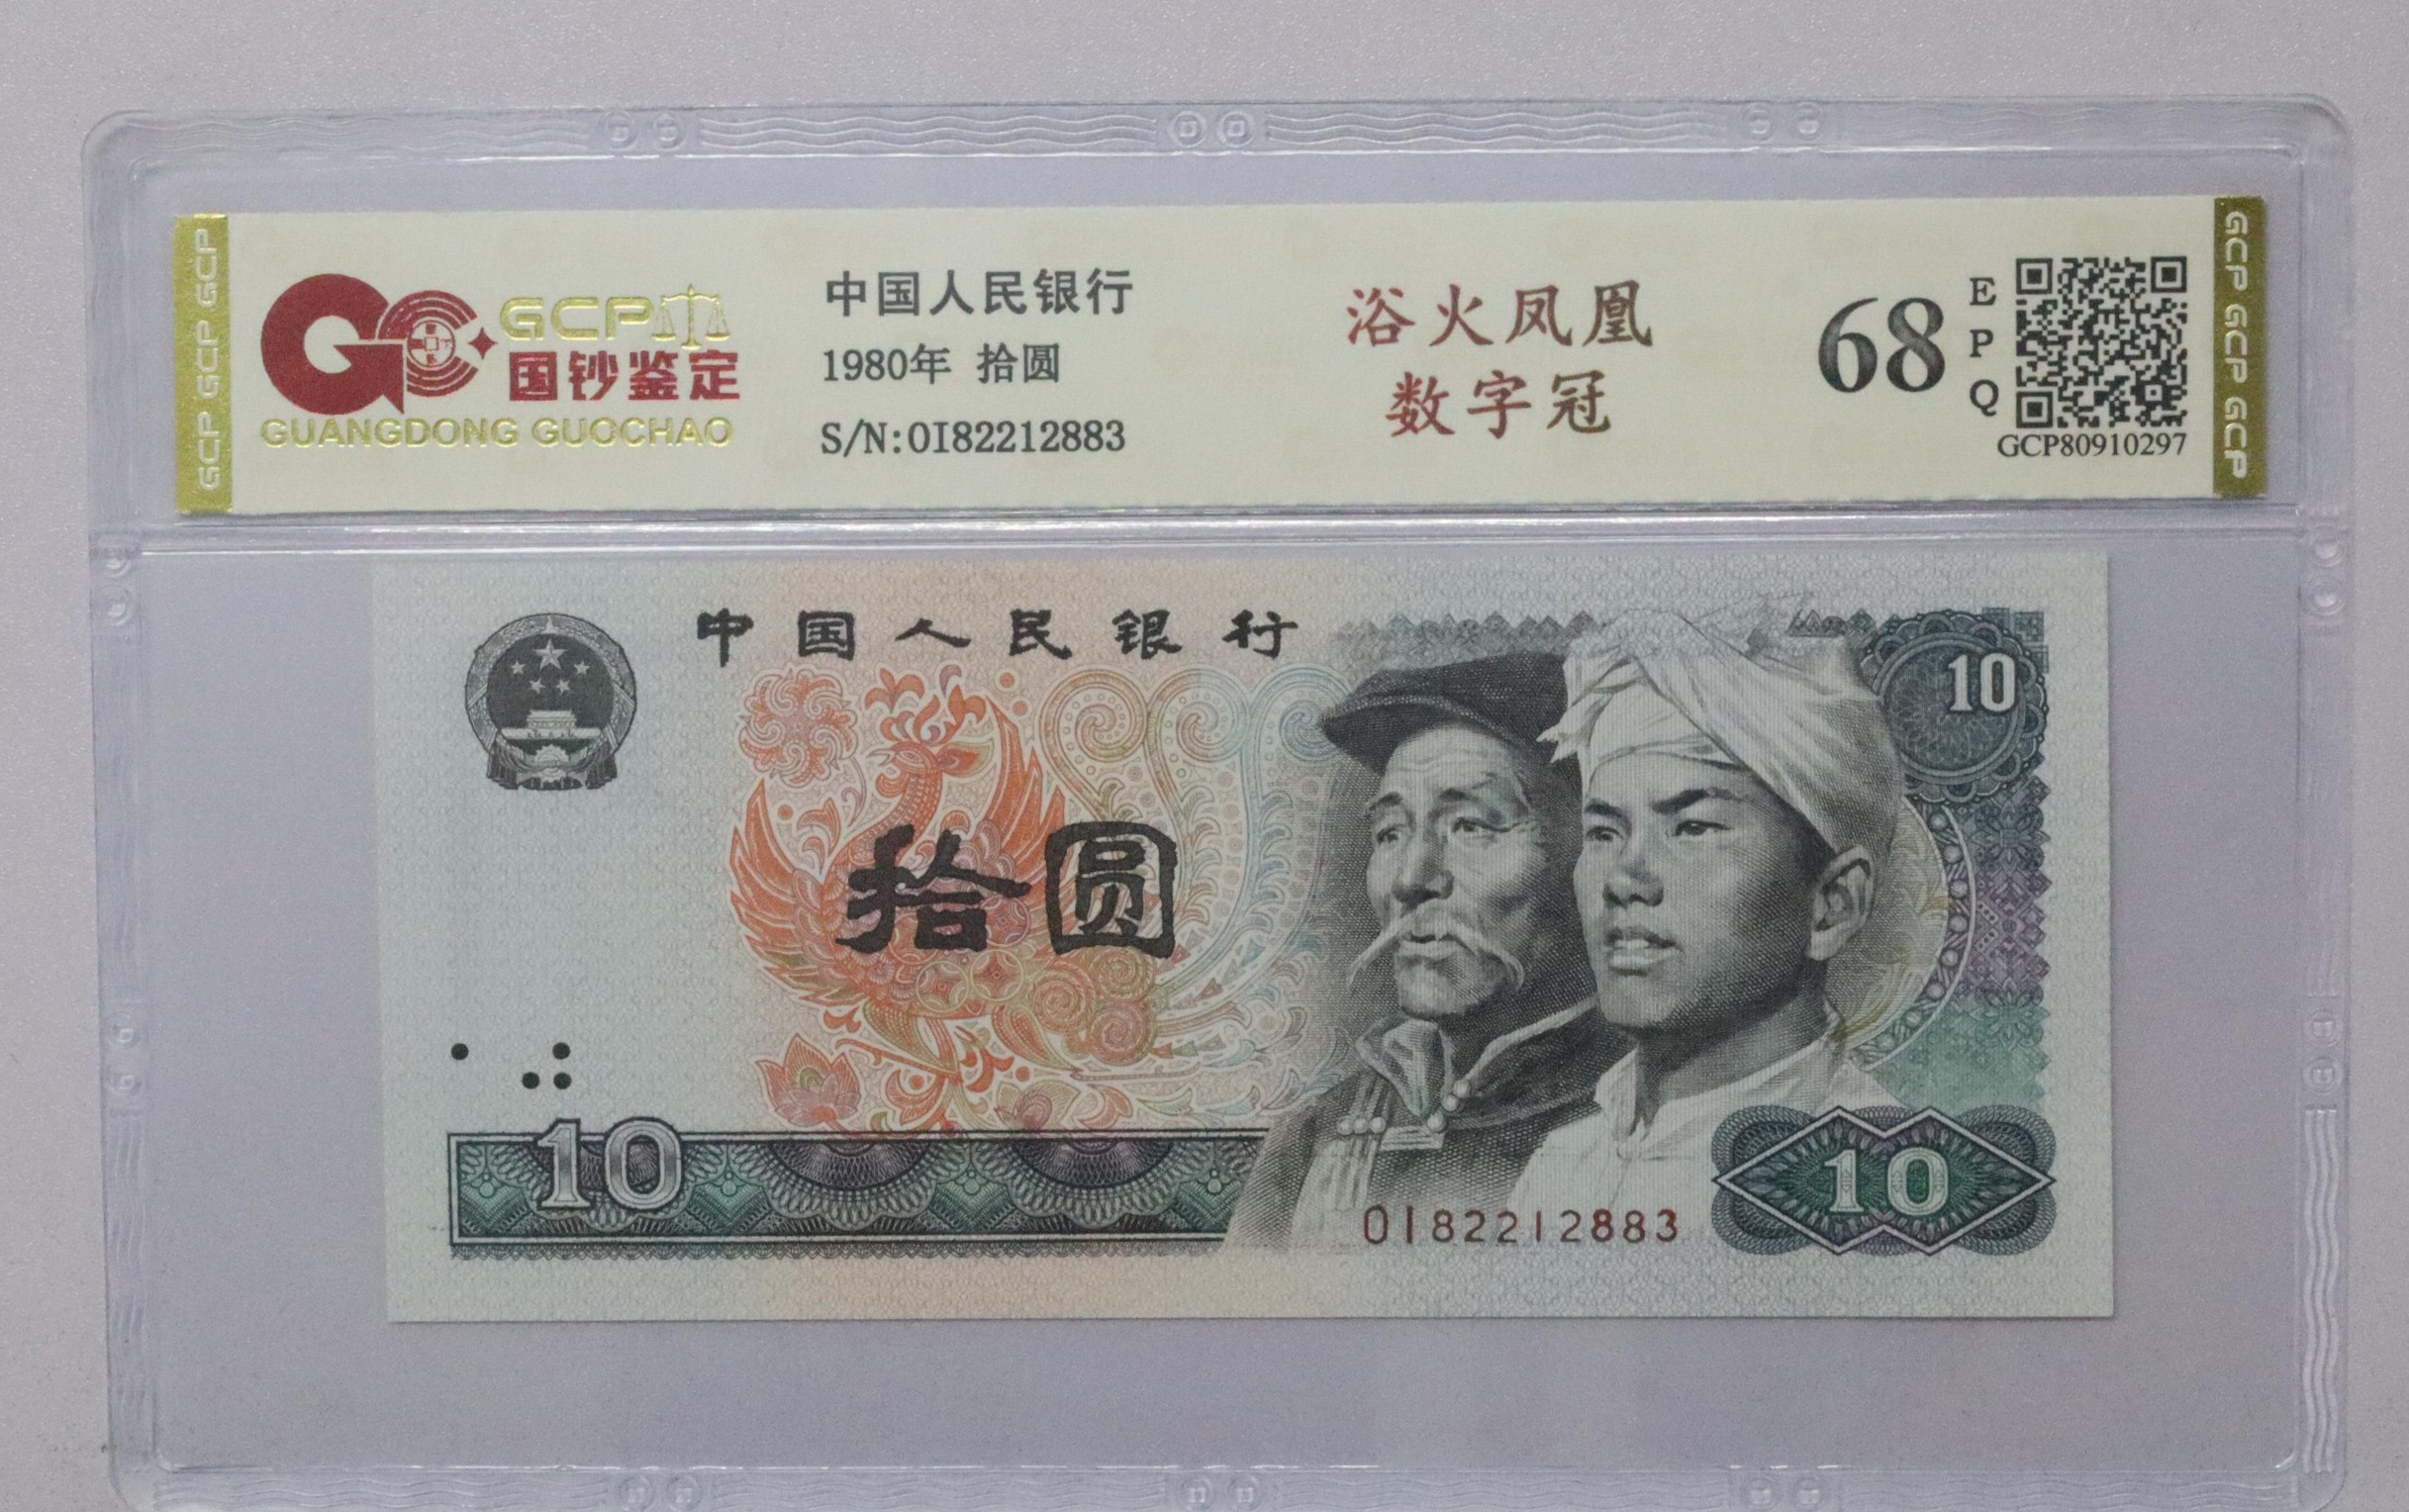 GCP GCP GCP
GCP
国钞鉴定
GUANGDONG GUOCHAO
中国人民银行
1980年 拾圆
S/N:OI82212883
浴火凤凰
数字冠
68
EPQ
GCP80910297
GCP GCP GCP
中国人民银行
10
拾圆
10
OI82212883
10